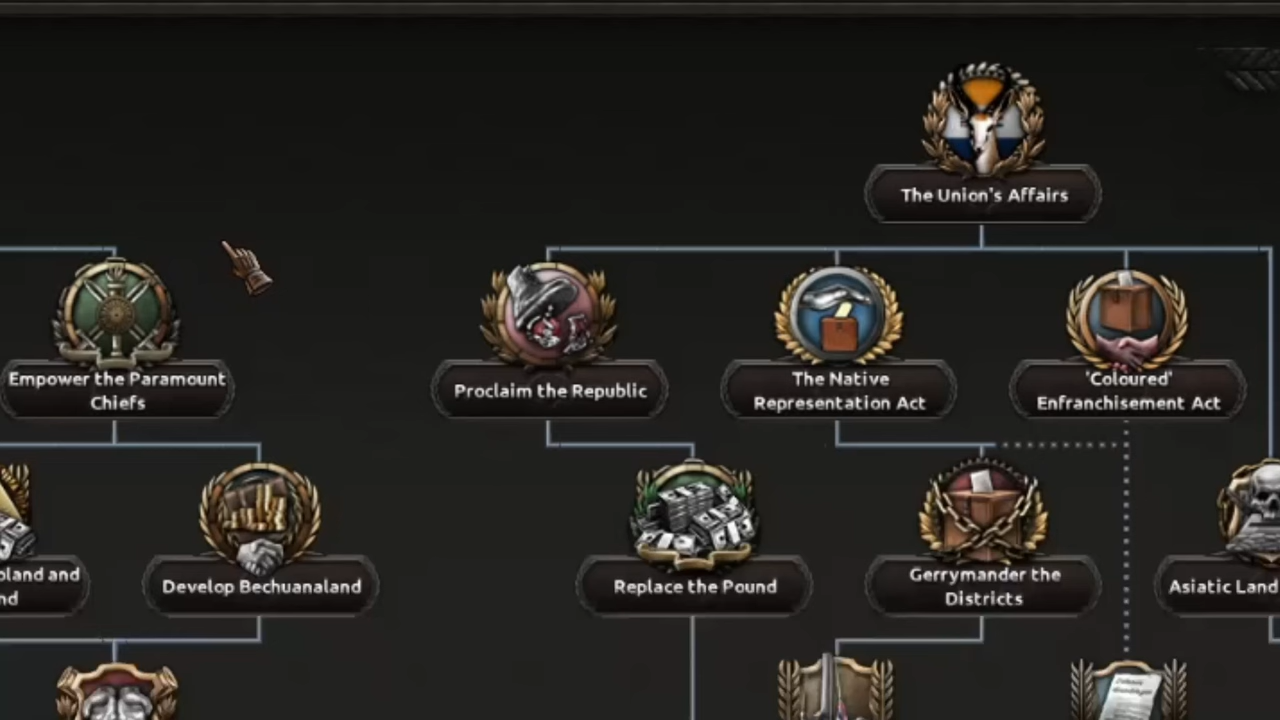 The Union's Affairs
Empower the Paramount
Chiefs
Proclaim the Republic
The Native
Representation Act
'Coloured'
Enfranchisement Act
Develop Bechuanaland
Replace the Pound
Gerrymander the
Districts
Asiatic Land
and